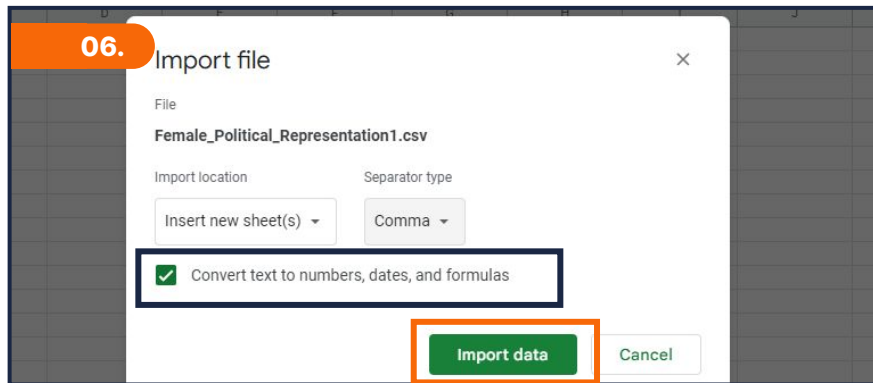 D E F G H I J
06.
Import file
File
Female_Political_Representation1.csv
Import location Separator type
Insert new sheet(s) Comma
Convert text to numbers, dates, and formulas
Import data Cancel